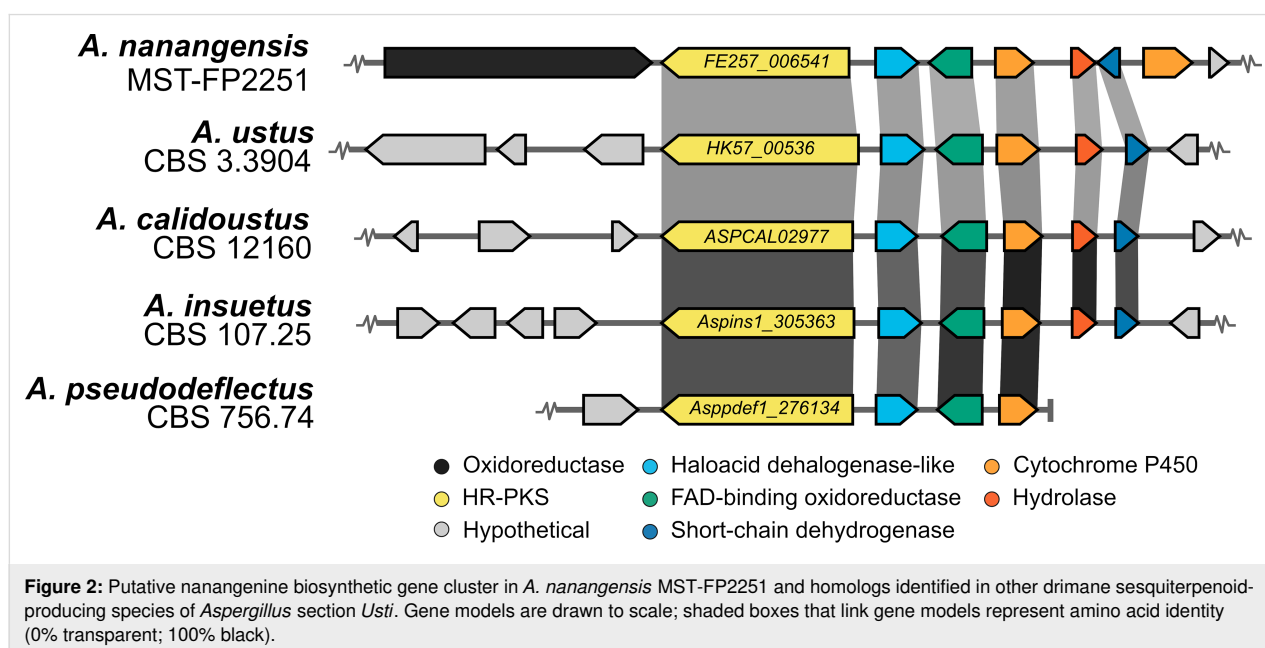 A. nanangensis
MST-FP2251
FE257_006541
A. ustus
CBS 3.3904
HK57_00536
A. calidoustus
CBS 12160
ASPCAL02977
A. insuetus
CBS 107.25
Aspins1_305363
A. pseudodeflectus
CBS 756.74
Asppdef1_276134
Oxidoreductase
Haloacid dehalogenase-like
Cytochrome P450
HR-PKS
FAD-binding oxidoreductase
Hydrolase
Hypothetical
Short-chain dehydrogenase
Figure 2: Putative nanangenine biosynthetic gene cluster in A. nanangensis MST-FP2251 and homologs identified in other drimane sesquiterpenoid-
producing species of Aspergillus section Usti. Gene models are drawn to scale; shaded boxes that link gene models represent amino acid identity
(0% transparent; 100% black).